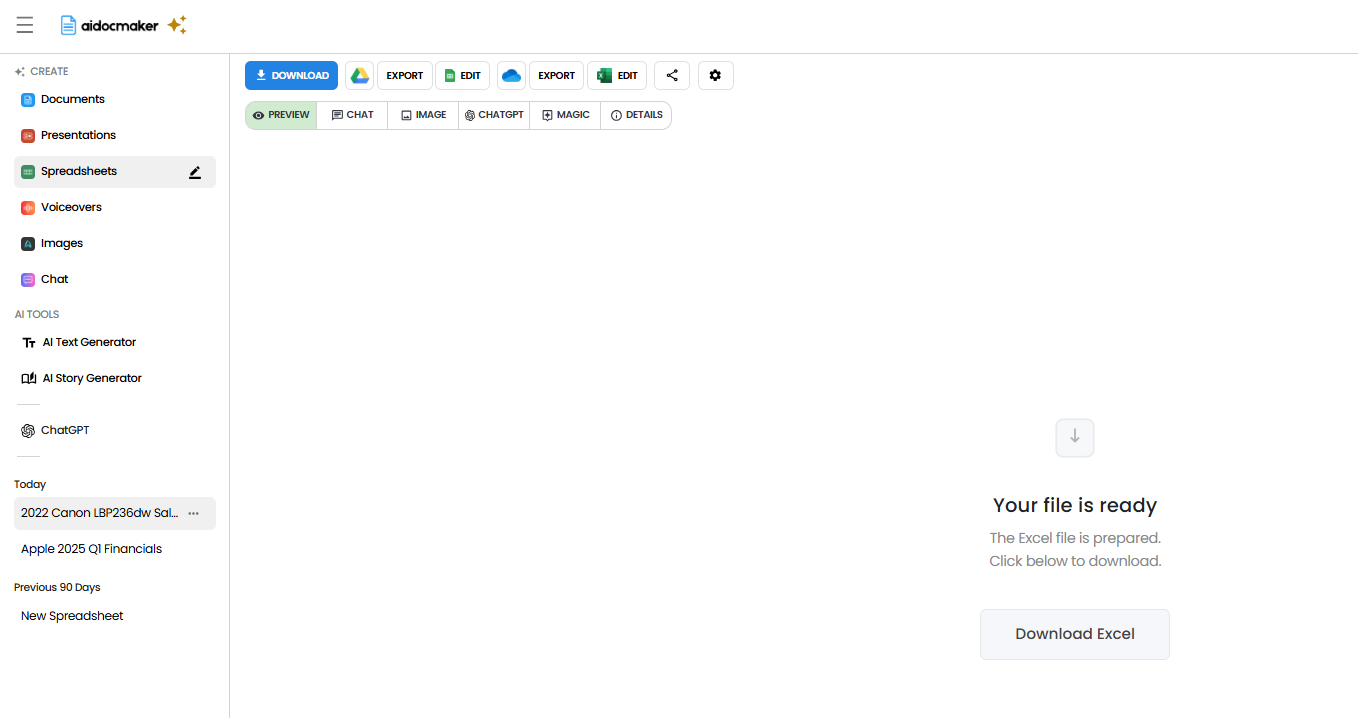 aidocmaker
CREATE
Documents
Presentations
Spreadsheets
Voiceovers
Images
Chat
AI TOOLS
AI Text Generator
AI Story Generator
ChatGPT
Today
2022 Canon LBP236dw Sal...
Apple 2025 Q1 Financials
Previous 90 Days
New Spreadsheet
DOWNLOAD EXPORT EDIT EXPORT EDIT
PREVIEW CHAT IMAGE CHATGPT MAGIC DETAILS
Your file is ready
The Excel file is prepared.
Click below to download.
Download Excel